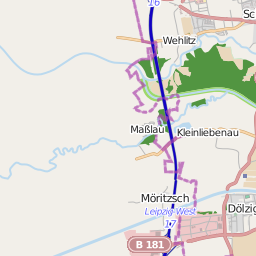 16
Sc
Wehlitz
Maßlau
Kleinliebenau
Möritzsch
Leipzig-West
Dölzig
17
B 181